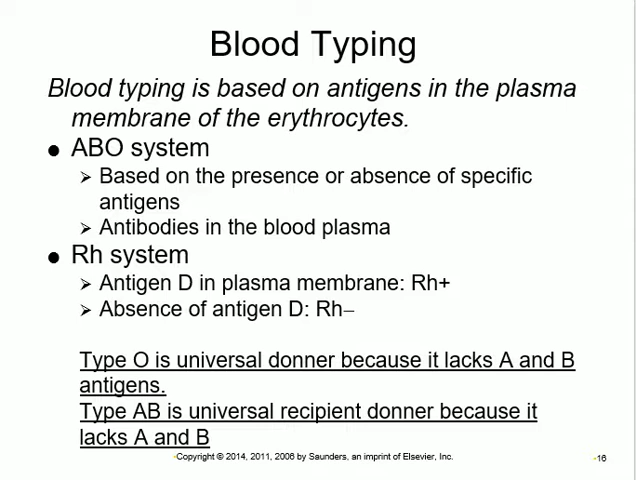 Blood Typing
Blood typing is based on antigens in the plasma
membrane of the erythrocytes.
● ABO system
➢ Based on the presence or absence of specific
antigens
➢ Antibodies in the blood plasma
● Rh system
➢ Antigen D in plasma membrane: Rh+
➢ Absence of antigen D: Rh–
Type O is universal donner because it lacks A and B
antigens.
Type AB is universal recipient donner because it
lacks A and B
•Copyright © 2014, 2011, 2006 by Saunders, an imprint of Elsevier, Inc.
•16